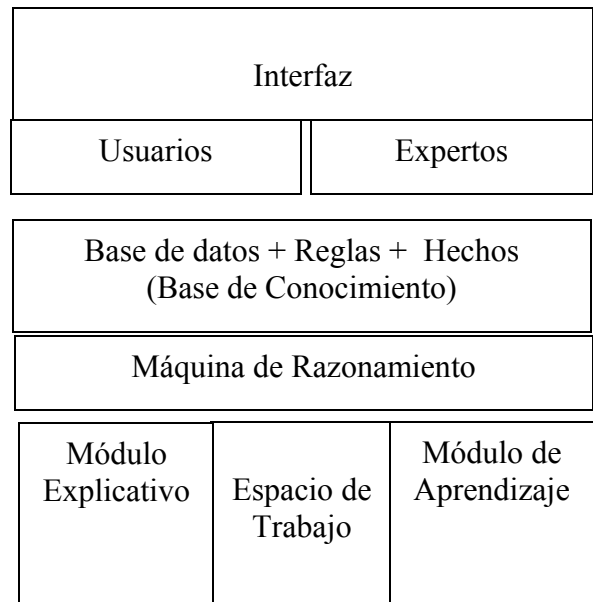 Interfaz
Usuarios
Expertos
Base de datos + Reglas + Hechos
(Base de Conocimiento)
Máquina de Razonamiento
Módulo
Explicativo
Espacio de
Trabajo
Módulo de
Aprendizaje